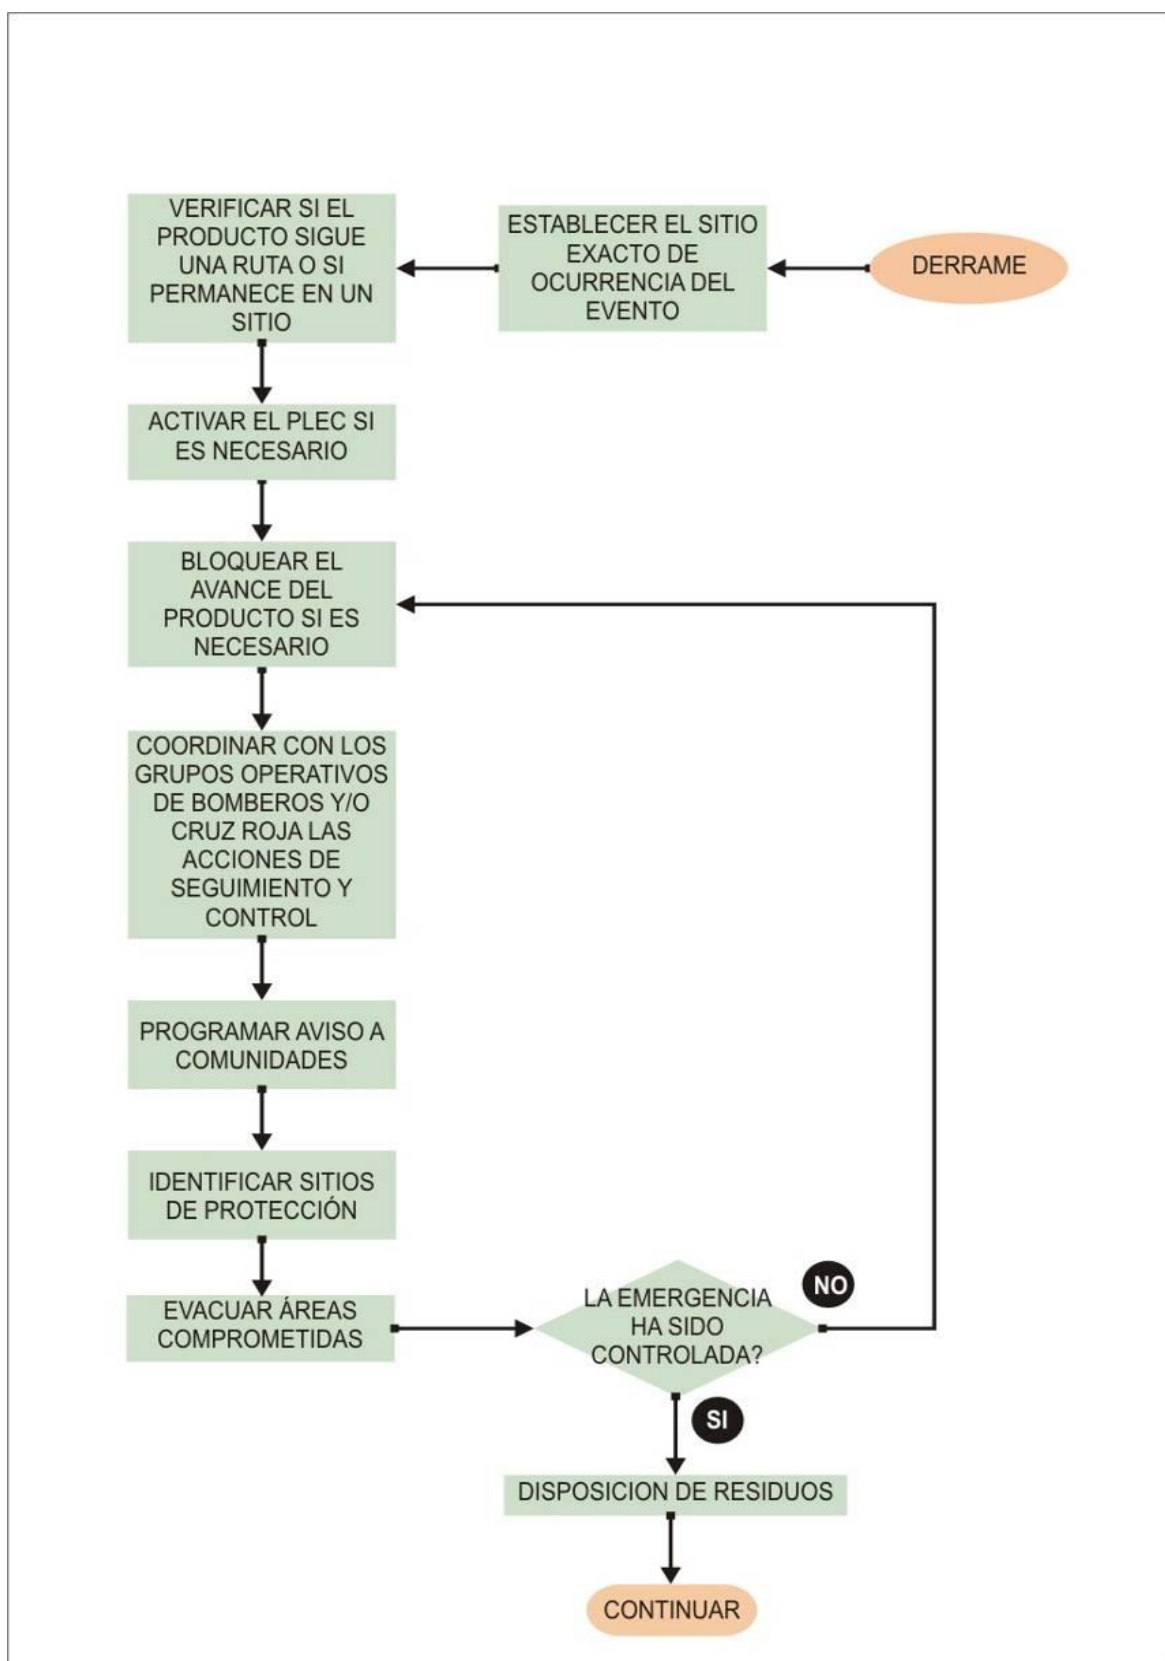 DERRAME
ESTABLECER EL SITIO
EXACTO DE
OCURRENCIA DEL
EVENTO
VERIFICAR SI EL
PRODUCTO SIGUE
UNA RUTA O SI
PERMANECE EN UN
SITIO
ACTIVAR EL PLEC SI
ES NECESARIO
BLOQUEAR EL
AVANCE DEL
PRODUCTO SI ES
NECESARIO
COORDINAR CON LOS
GRUPOS OPERATIVOS
DE BOMBEROS Y/O
CRUZ ROJA LAS
ACCIONES DE
SEGUIMIENTO Y
CONTROL
PROGRAMAR AVISO A
COMUNIDADES
IDENTIFICAR SITIOS
DE PROTECCIÓN
EVACUAR ÁREAS
COMPROMETIDAS
LA EMERGENCIA
HA SIDO
CONTROLADA?
NO
SI
DISPOSICION DE RESIDUOS
CONTINUAR